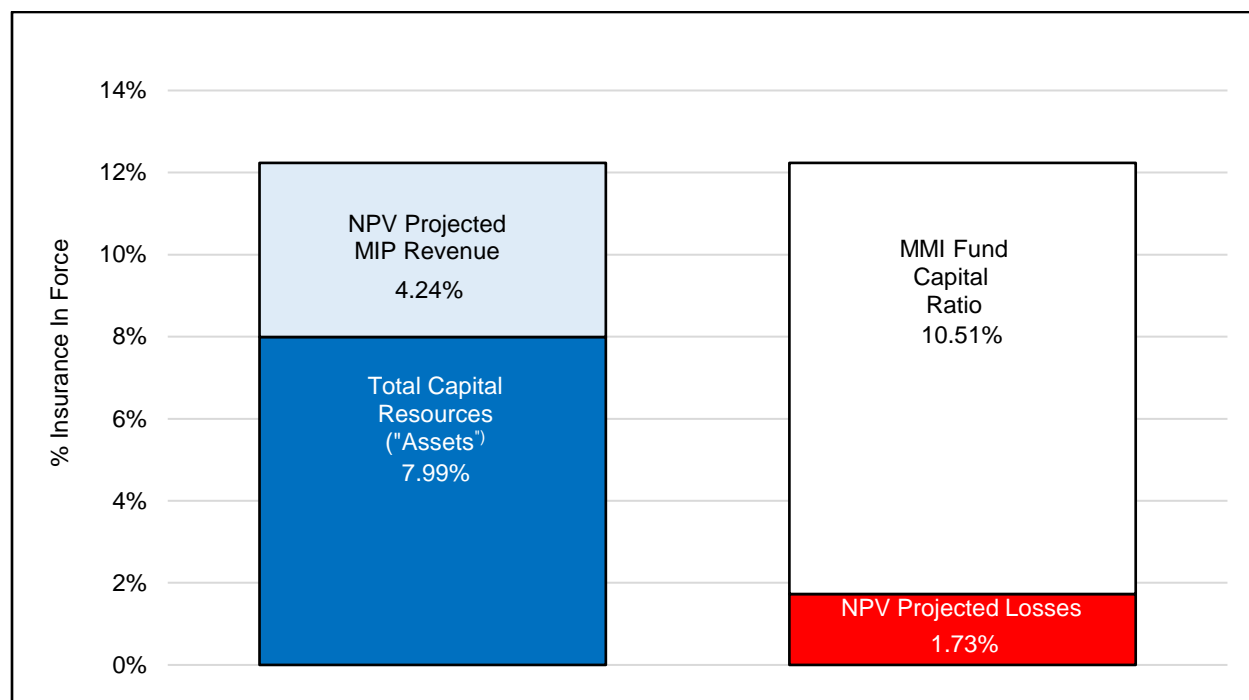 % Insurance In Force
14%
12%
10%
8%
6%
4%
2%
0%
NPV Projected
MIP Revenue
4.24%
Total Capital
Resources
("Assets")
7.99%
MMI Fund
Capital
Ratio
10.51%
NPV Projected Losses
1.73%